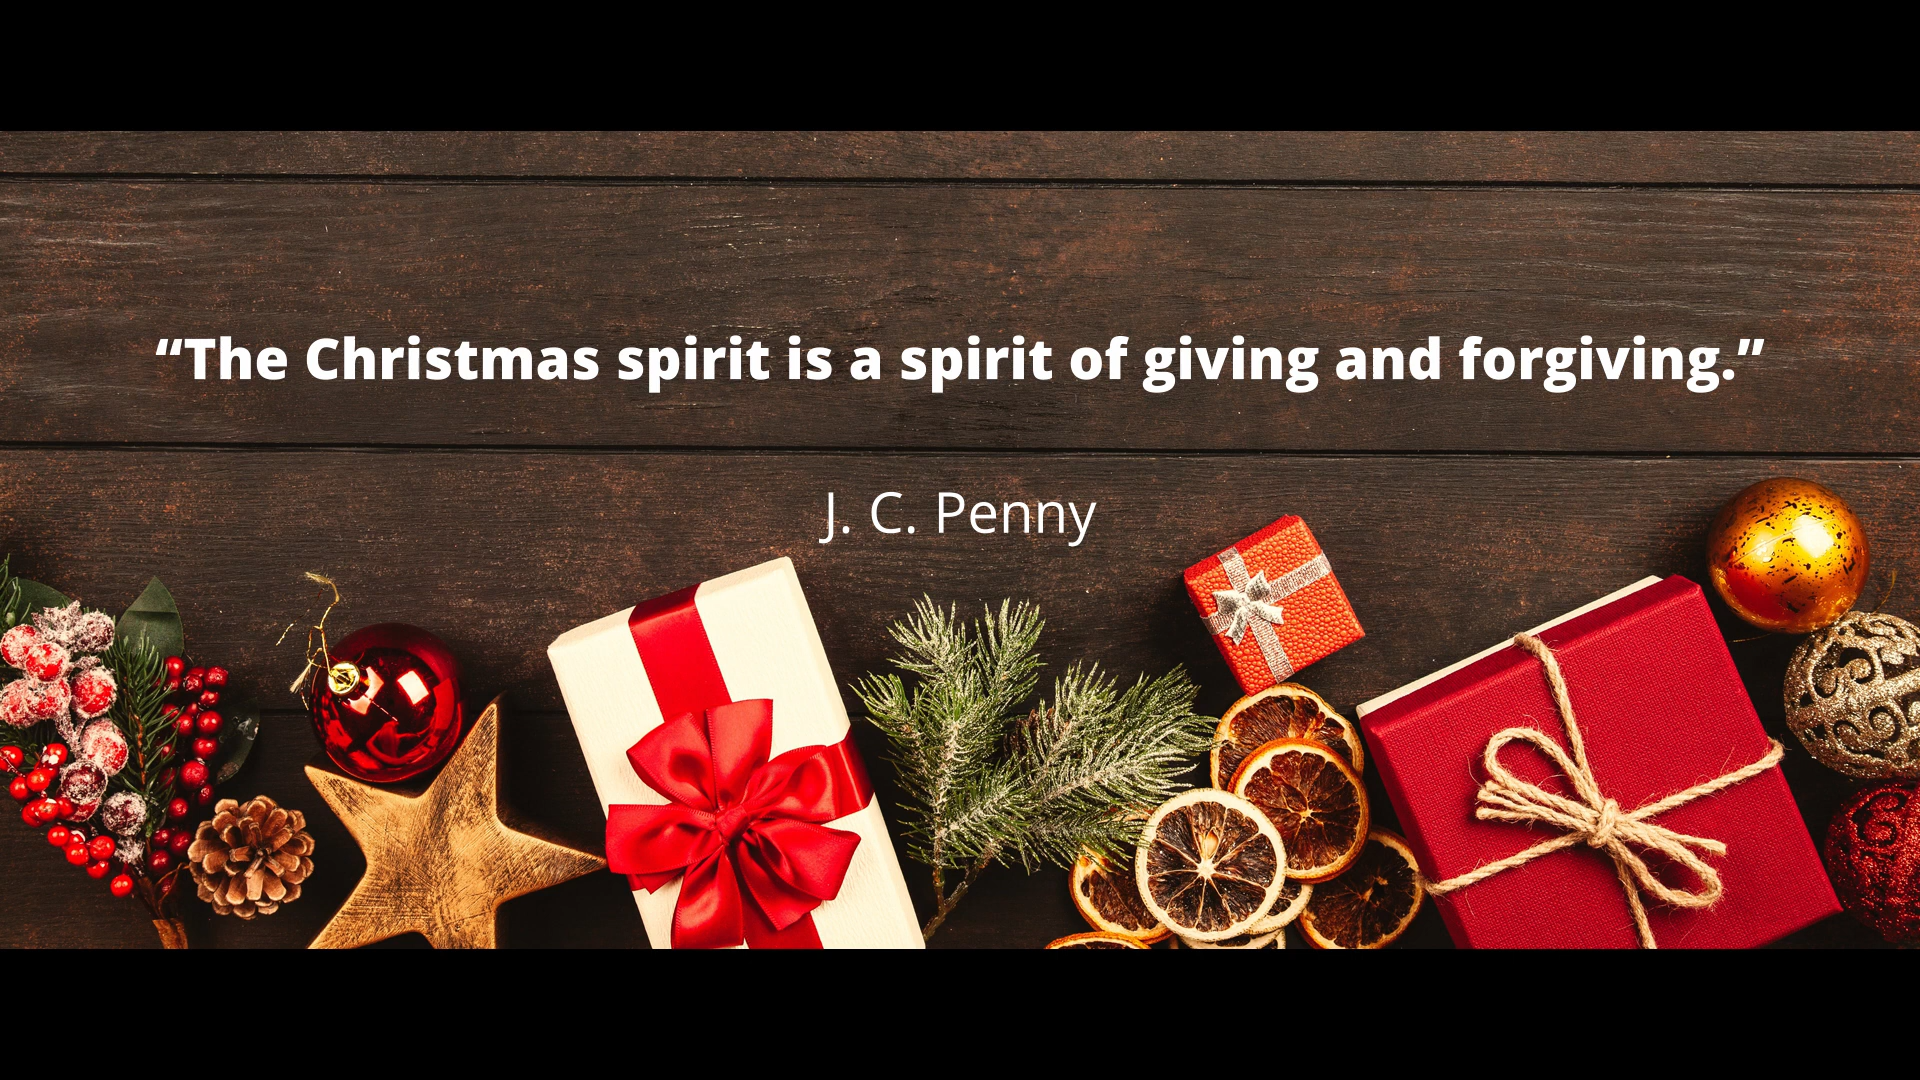 “The Christmas spirit is a spirit of giving and forgiving.”
J. C. Penny